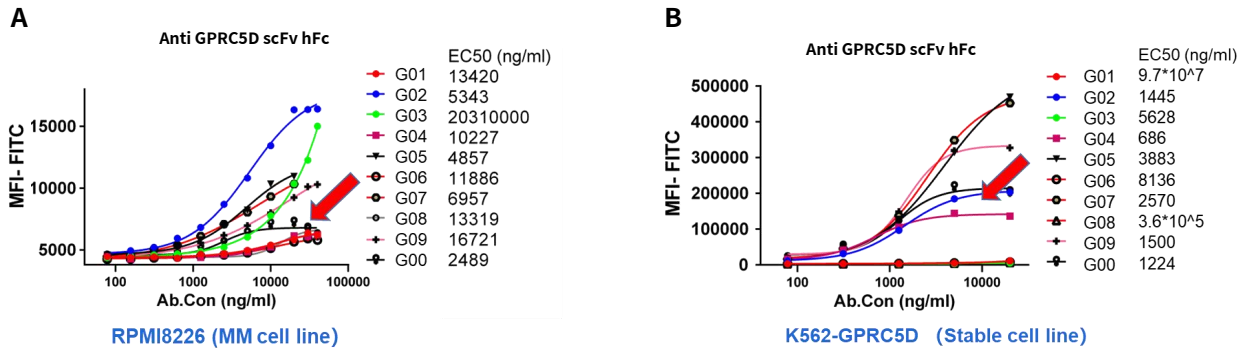 A
Anti GPRC5D scFv hFc
MFI- FITC
15000
10000
5000
100
1000
10000
100000
Ab.Con (ng/ml)
EC50 (ng/ml)
G01 13420
G02 5343
G03 20310000
G04 10227
G05 4857
G06 11886
G07 6957
G08 13319
G09 16721
G00 2489
RPMI8226 (MM cell line)
B
Anti GPRC5D scFv hFc
MFI- FITC
500000
400000
300000
200000
100000
0
100
1000
10000
Ab.Con (ng/ml)
EC50 (ng/ml)
G01 9.7*10^7
G02 1445
G03 5628
G04 686
G05 3883
G06 8136
G07 2570
G08 3.6*10^5
G09 1500
G00 1224
K562-GPRC5D (Stable cell line)